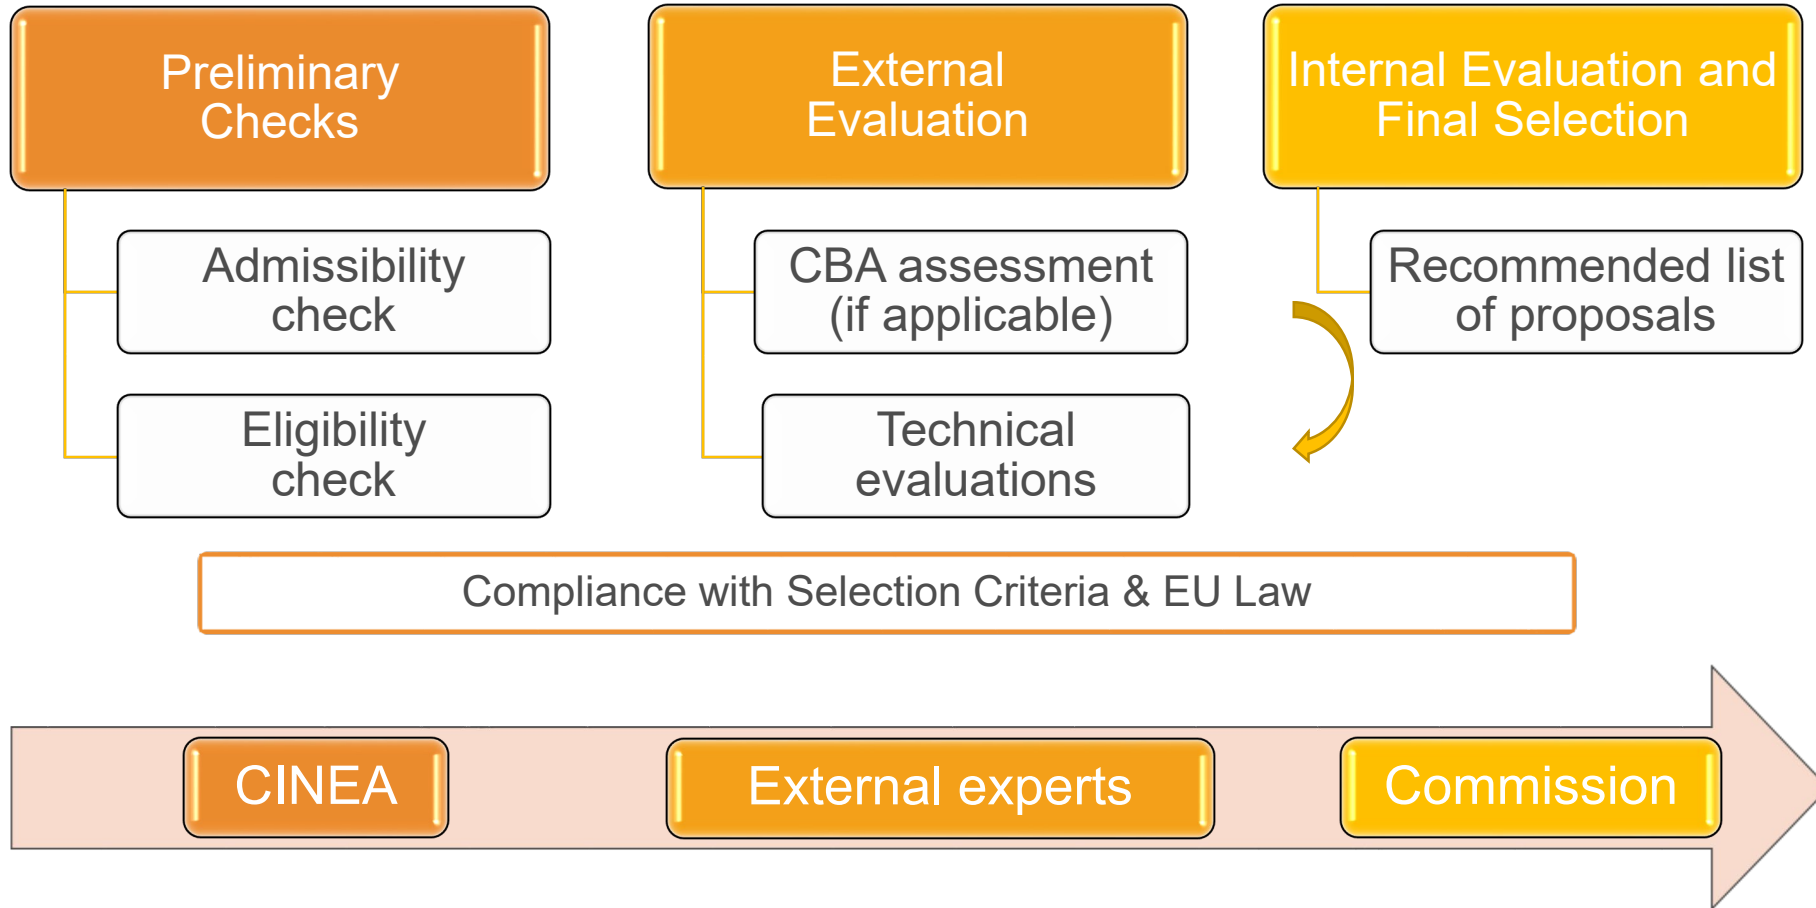 Preliminary
Checks
Admissibility
check
Eligibility
check
External
Evaluation
CBA assessment
(if applicable)
Technical
evaluations
Internal Evaluation and
Final Selection
Recommended list
of proposals
Compliance with Selection Criteria & EU Law
CINEA
External experts
Commission